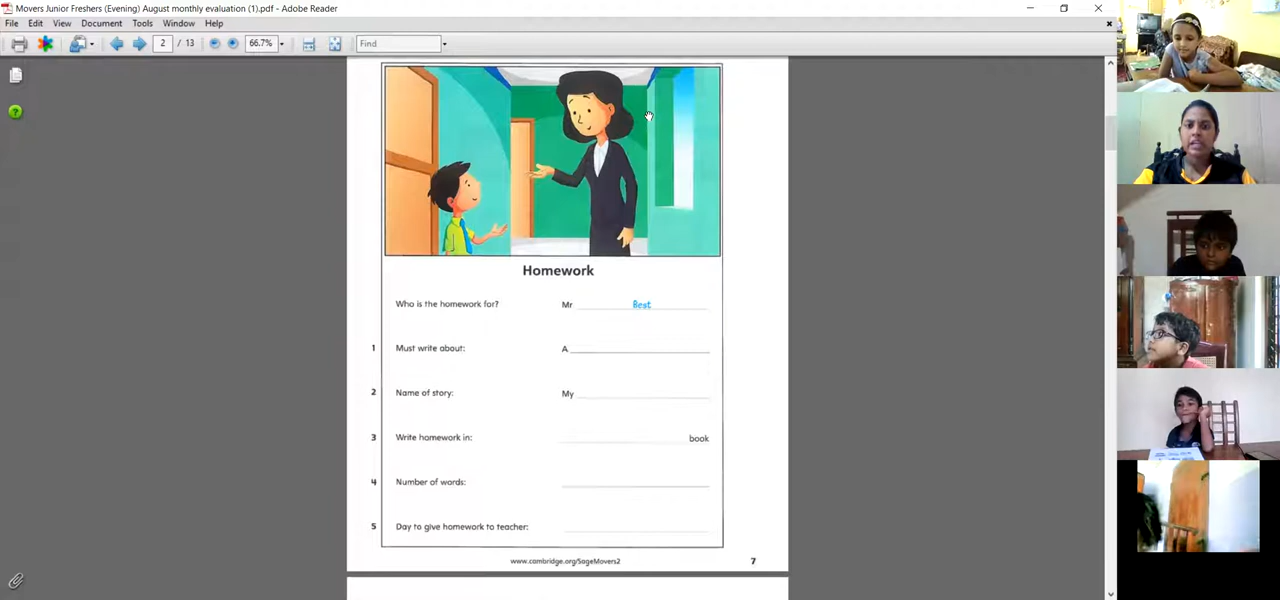 Movers Junior Freshers (Evening) August monthly evaluation (1).pdf - Adobe Reader
File Edit View Document Tools Window Help
2 / 13 66.7% Find
Homework
Who is the homework for? Mr Best
1 Must write about: A
2 Name of story: My
3 Write homework in: book
4 Number of words:
5 Day to give homework to teacher:
www.cambridge.org/SageMovers2 7